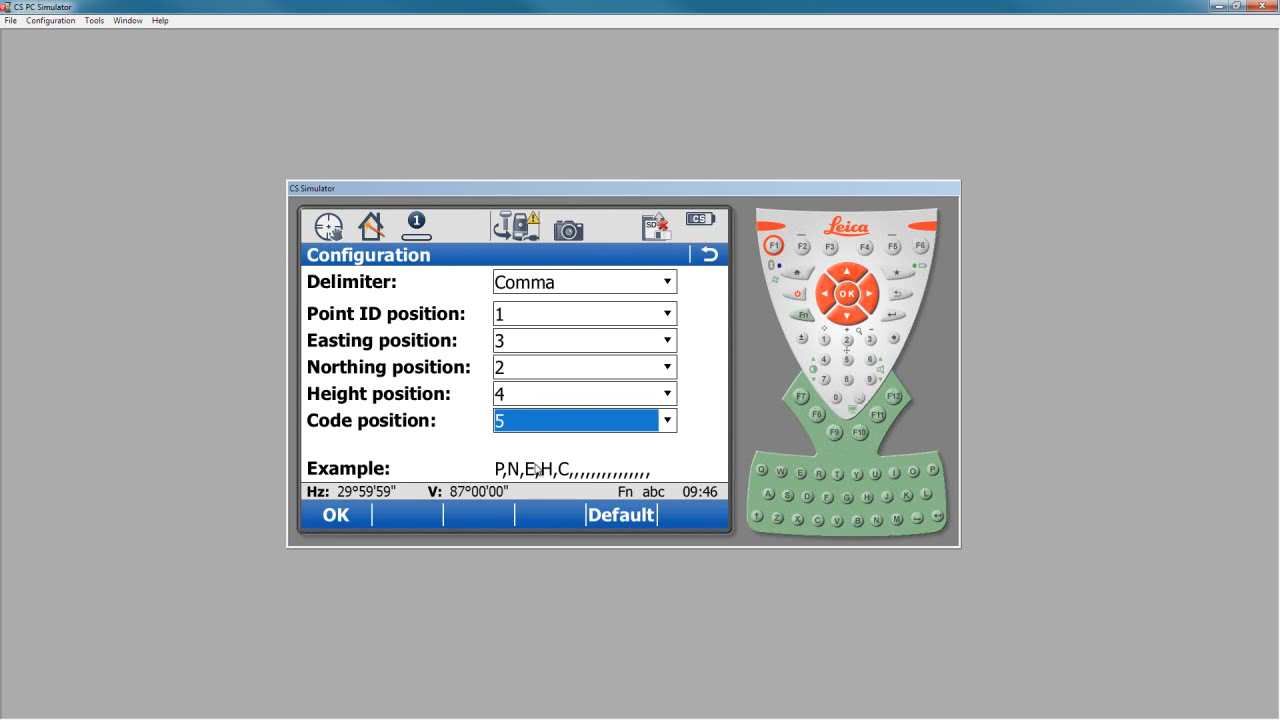 CS PC Simulator
File Configuration Tools Window Help
CS Simulator
1 SD CS
Configuration
Delimiter: Comma
Point ID position: 1
Easting position: 3
Northing position: 2
Height position: 4
Code position: 5
Example: P,N,E,H,C,,,,,,,,,,,,,,,
Hz: 29°59'59" V: 87°00'00" Fn abc 09:46
OK Default
Leica
F1 F2 F3 F4 F5 F6
OK
Fn
1 2 3
4 5 6
7 8 9
0 .
F7 F12
F8 F11
F9 F10
Q W E R T Y U I O P
A S D F G H J K L
Z X C V B N M